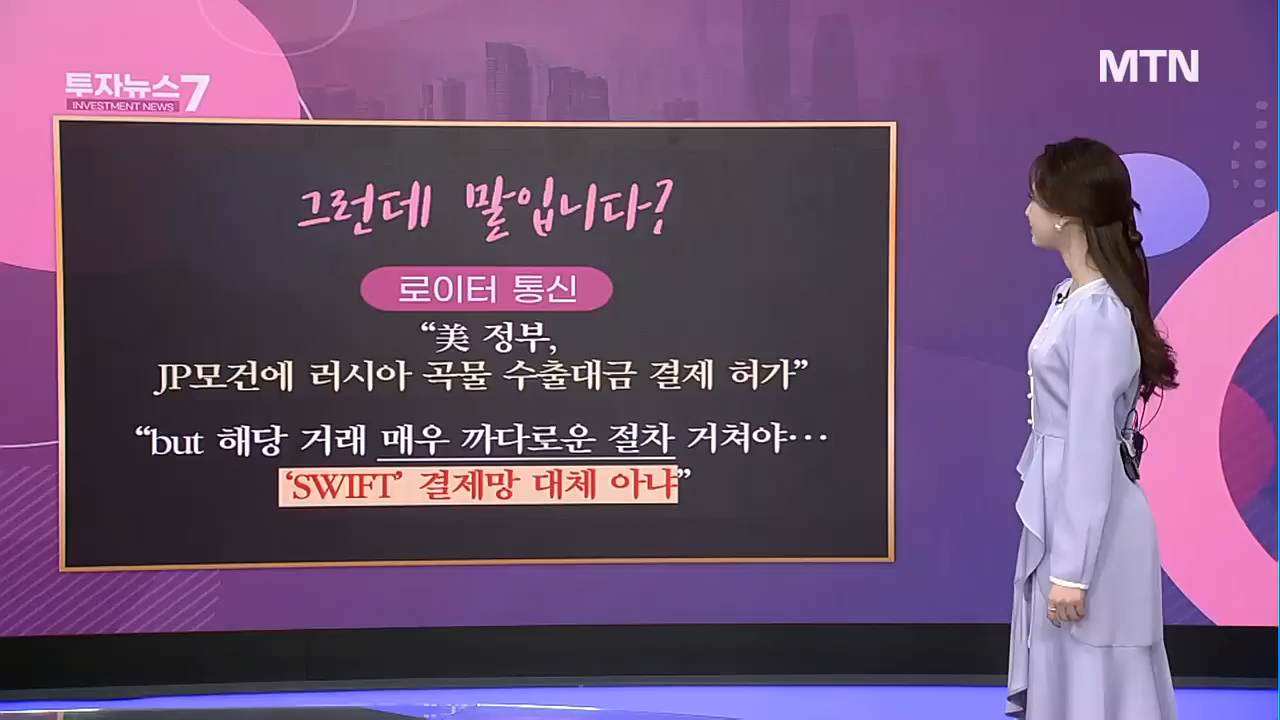 투자뉴스7
INVESTMENT NEWS
MTN
그런데 말입니다?
로이터 통신
“美 정부,
JP모건에 러시아 곡물 수출대금 결제 허가”
“but 해당 거래 매우 까다로운 절차 거쳐야…
‘SWIFT’ 결제망 대체 아냐”